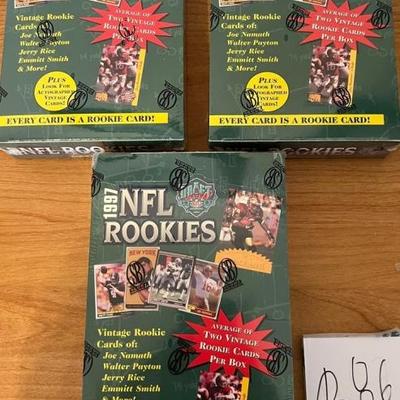 Vintage Rookie
Cards of:
Joe Namath
Walter Payton
Jerry Rice
Emmitt Smith
& More!
AVERAGE OF
TWO VINTAGE
ROOKIE CARDS
PER BOX
PLUS
LOOK FOR
AUTOGRAPHED
VINTAGE
CARDS!
EVERY CARD IS A ROOKIE CARD!
NFL ROOKIES
Vintage Rookie
Cards of:
Joe Namath
Walter Payton
Jerry Rice
Emmitt Smith
& More!
AVERAGE OF
TWO VINTAGE
ROOKIE CARDS
PER BOX
PLUS
LOOK FOR
AUTOGRAPHED
VINTAGE
CARDS!
EVERY CARD IS A ROOKIE CARD!
NFL ROOKIES
1997
NFL
ROOKIES
DRAFT
NEW YORK
Vintage Rookie
Cards of:
Joe Namath
Walter Payton
Jerry Rice
Emmitt Smith
& More!
AVERAGE OF
TWO VINTAGE
ROOKIE CARDS
PER BOX